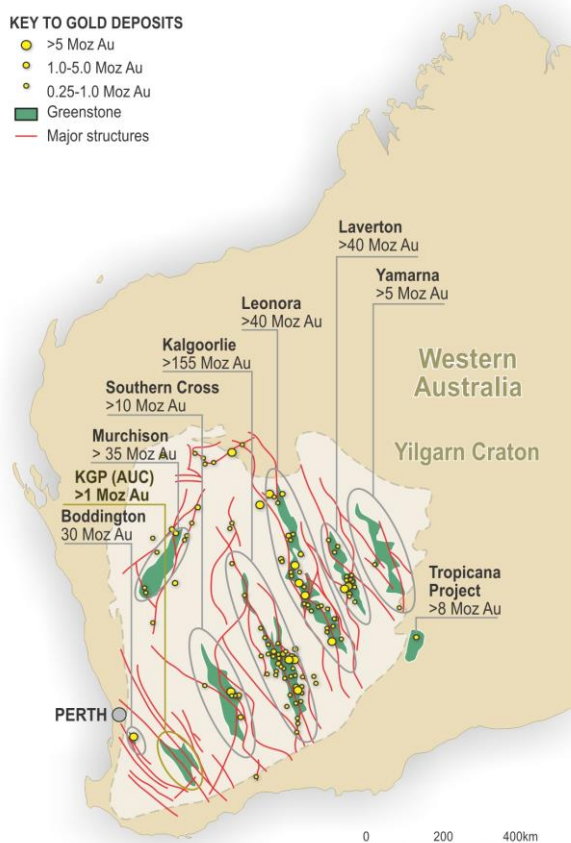 KEY TO GOLD DEPOSITS
>5 Moz Au
1.0-5.0 Moz Au
0.25-1.0 Moz Au
Greenstone
Major structures
Laverton
>40 Moz Au
Yamarna
>5 Moz Au
Leonora
>40 Moz Au
Kalgoorlie
>155 Moz Au
Southern Cross
>10 Moz Au
Murchison
> 35 Moz Au
KGP (AUC)
>1 Moz Au
Boddington
30 Moz Au
Western
Australia
Yilgarn Craton
Tropicana
Project
>8 Moz Au
PERTH
0 200 400km